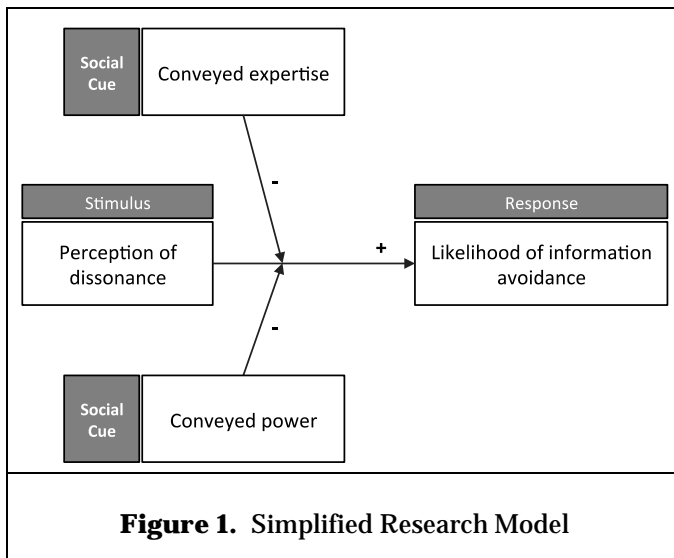 Social
Cue
Conveyed expertise
-
Stimulus
Perception of
dissonance
+
Response
Likelihood of information
avoidance
-
Social
Cue
Conveyed power
Figure 1. Simplified Research Model